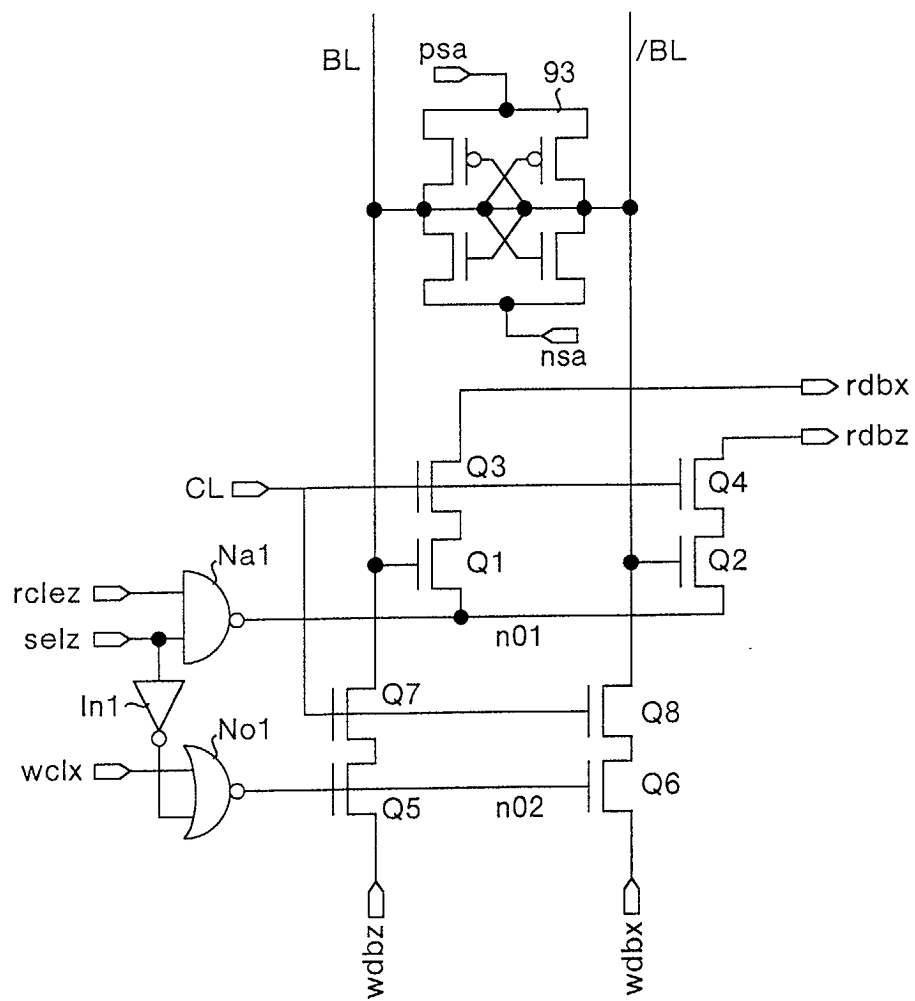 BL
psa
93
/BL
nsa
rdbx
rdbz
CL
Q3
Q4
Na1
Q1
Q2
rclez
selz
n01
In1
No1
Q7
Q8
wclx
Q5
n02
Q6
wdbz
wdbx